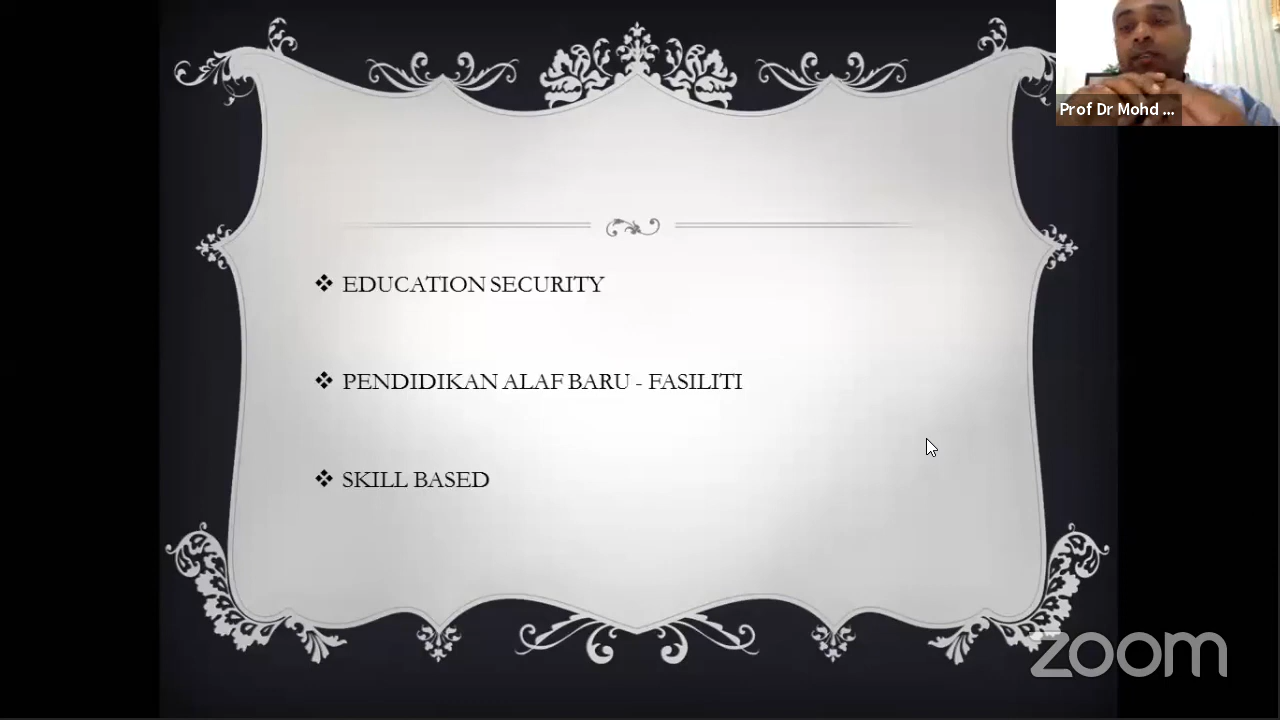 Prof Dr Mohd ...
EDUCATION SECURITY
PENDIDIKAN ALAF BARU - FASILITI
SKILL BASED
zoom